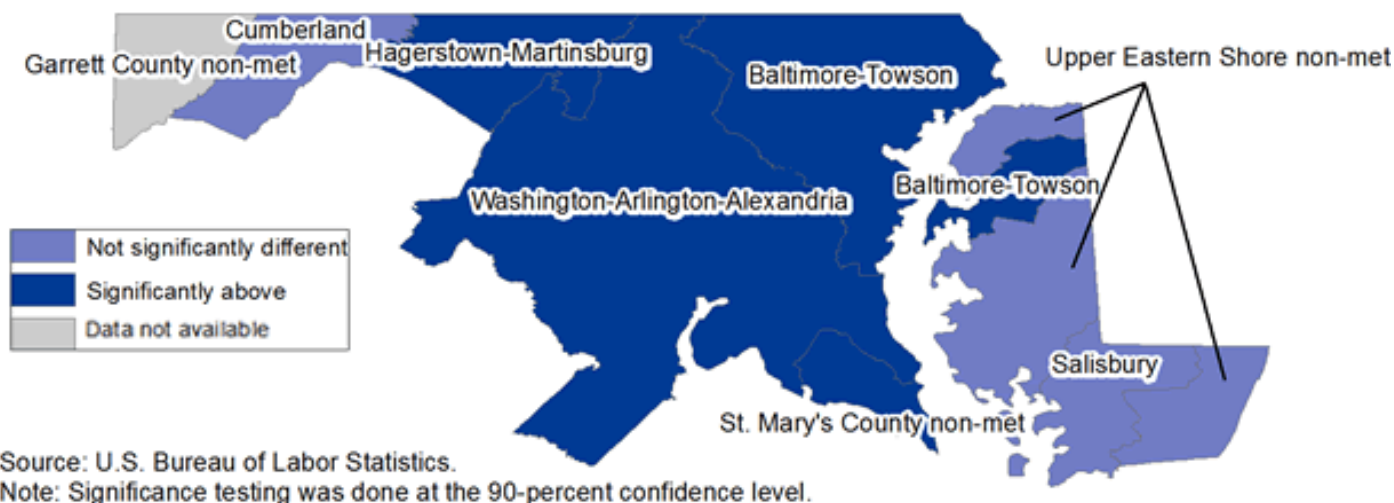 Cumberland
Garrett County non-met
Hagerstown-Martinsburg
Baltimore-Towson
Upper Eastern Shore non-met
Washington-Arlington-Alexandria
Baltimore-Towson
Not significantly different
Significantly above
Data not available
Salisbury
St. Mary's County non-met
Source: U.S. Bureau of Labor Statistics.
Note: Significance testing was done at the 90-percent confidence level.